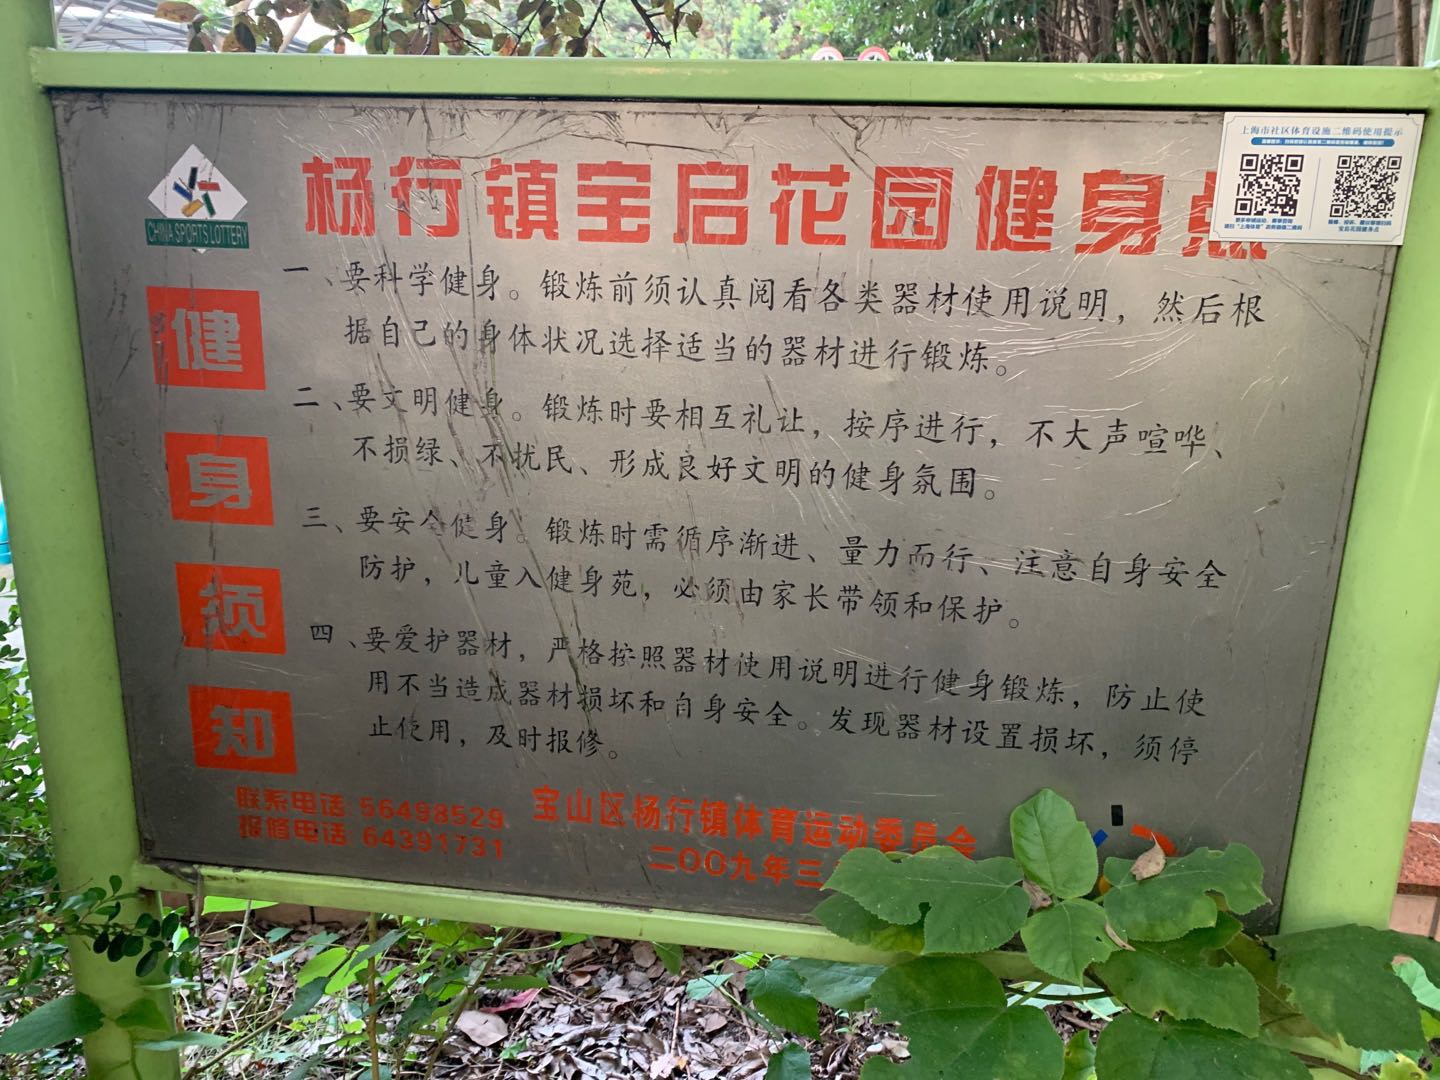 上海市社区体育设施二维码使用提示
宝启花园健身点
CHINA SPORTS LOTTERY
杨行镇宝启花园健身点
健
身
须
知
一、要科学健身。锻炼前须认真阅看各类器材使用说明，然后根
据自己的身体状况选择适当的器材进行锻炼。
二、要文明健身。锻炼时要相互礼让，按序进行，不大声喧哗、
不损绿、不扰民、形成良好文明的健身氛围。
三、要安全健身。锻炼时需循序渐进、量力而行、注意自身安全
防护，儿童入健身苑，必须由家长带领和保护。
四、要爱护器材，严格按照器材使用说明进行健身锻炼，防止使
用不当造成器材损坏和自身安全。发现器材设置损坏，须停
止使用，及时报修。
联系电话:56498529
报修电话:64391731
宝山区杨行镇体育运动委员会
二〇〇九年三